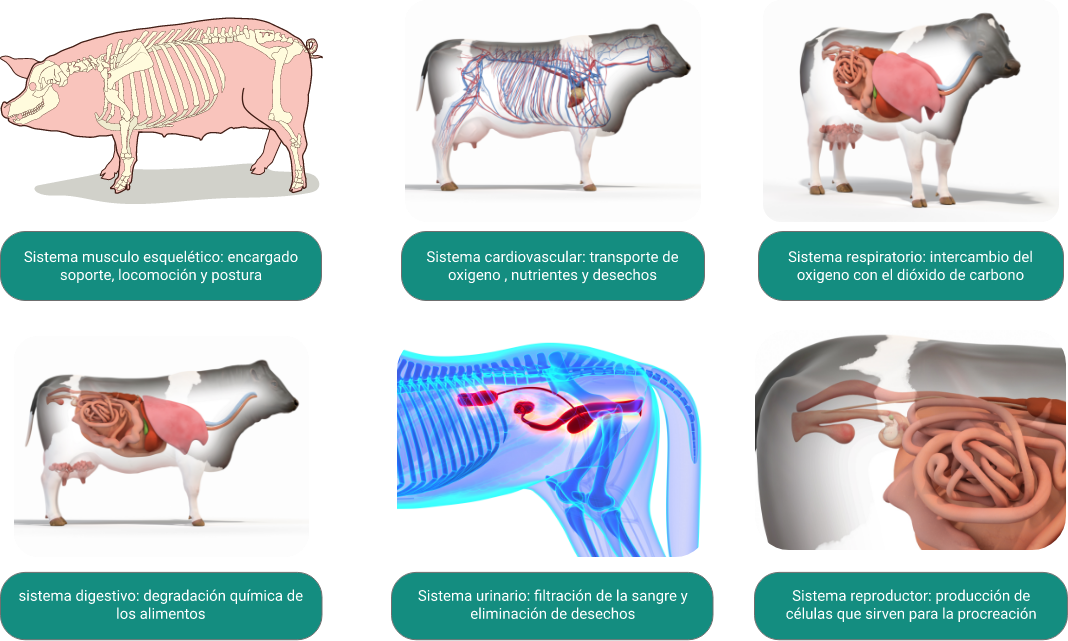 Sistema musculo esquelético: encargado
soporte, locomoción y postura
Sistema cardiovascular: transporte de
oxigeno , nutrientes y desechos
Sistema respiratorio: intercambio del
oxigeno con el dióxido de carbono
sistema digestivo: degradación química de
los alimentos
Sistema urinario: filtración de la sangre y
eliminación de desechos
Sistema reproductor: producción de
células que sirven para la procreación